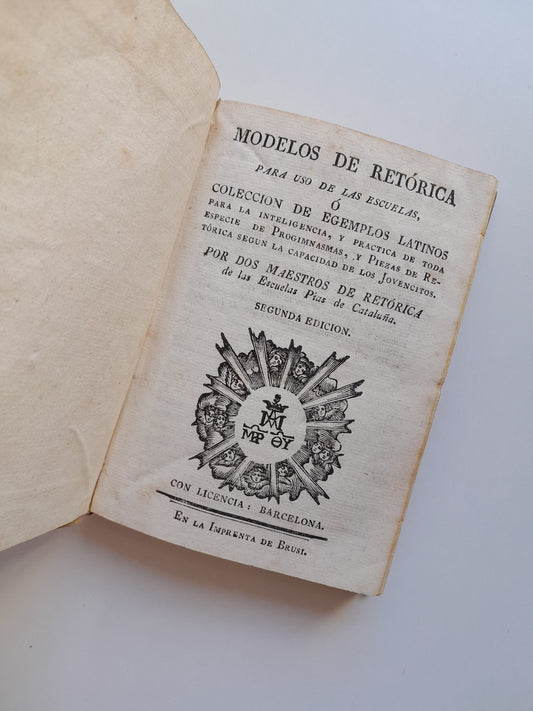 MODELOS DE RETÓRICA
PARA USO DE LAS ESCUELAS,
Ó
COLECCION DE EGEMPLOS LATINOS
PARA LA INTELIGENCIA, Y PRACTICA DE TODA
ESPECIE DE PROGIMNASMAS, Y PIEZAS DE RE-
TÓRICA SEGUN LA CAPACIDAD DE LOS JOVENCITOS.
POR DOS MAESTROS DE RETÓRICA
de las Escuelas Pias de Cataluña.
SEGUNDA EDICION.
MP ΘY
CON LICENCIA: BARCELONA.
EN LA IMPRENTA DE BRUSI.